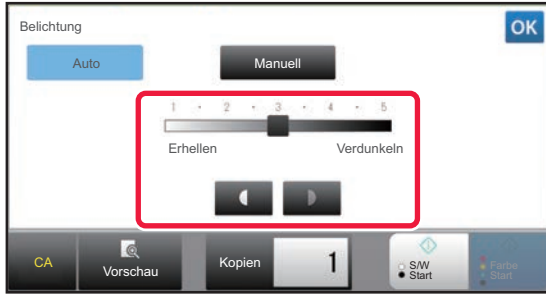 Belichtung
OK
Auto
Manuell
1 • 2 • 3 • 4 • 5
Erhellen
Verdunkeln
CA
Vorschau
Kopien
1
S/W
Start
Farbe
Start